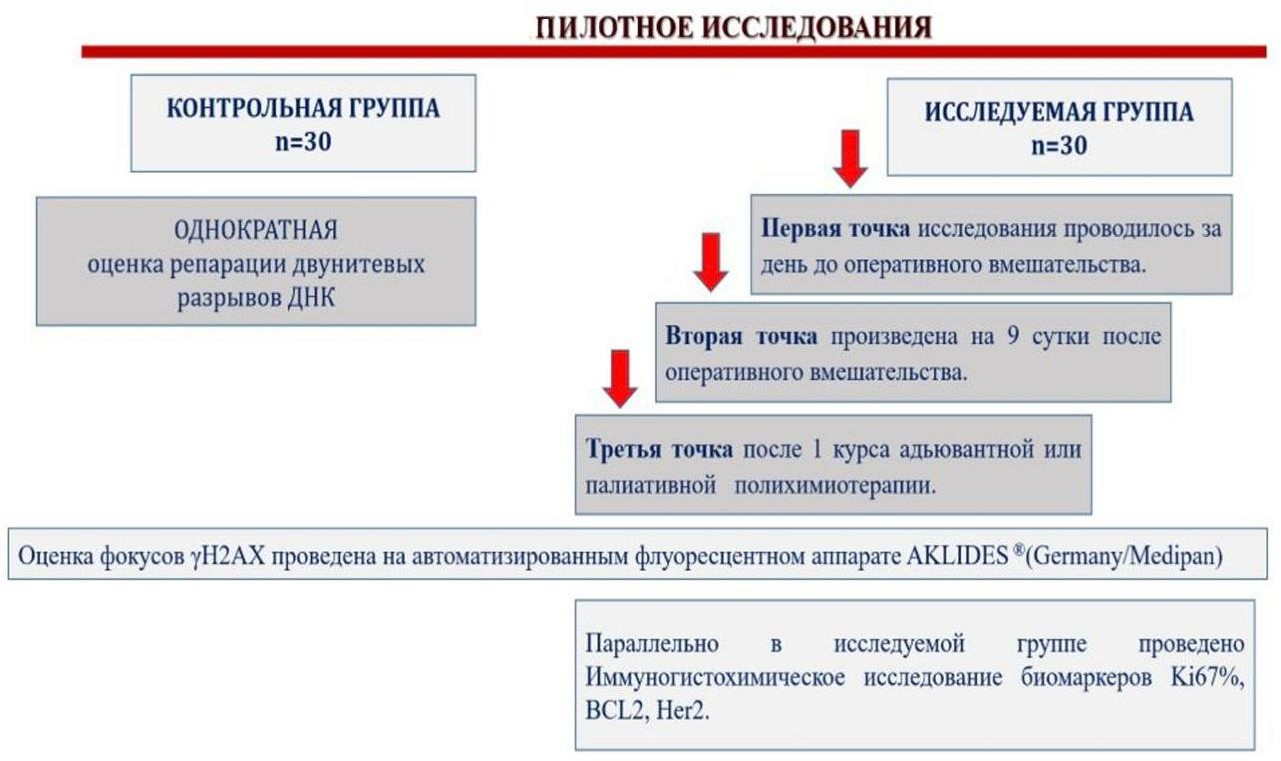 ПИЛОТНОЕ ИССЛЕДОВАНИЯ
КОНТРОЛЬНАЯ ГРУППА
n=30
ОДНОКРАТНАЯ
оценка репарации двунитевых
разрывов ДНК
ИССЛЕДУЕМАЯ ГРУППА
n=30
Первая точка исследования проводилось за
день до оперативного вмешательства.
Вторая точка произведена на 9 сутки после
оперативного вмешательства.
Третья точка после 1 курса адьювантной или
палиативной полихимиотерапии.
Оценка фокусов γH2AX проведена на автоматизированным флуоресцентном аппарате AKLIDES ®(Germany/Medipan)
Параллельно в исследуемой группе проведено
Иммуногистохимическое исследование биомаркеров Ki67%,
BCL2, Her2.